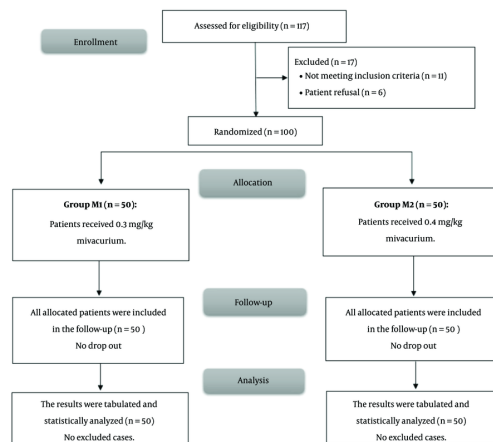 Assessed for eligibility (n = 117)
Enrollment
Excluded (n = 17)
• Not meeting inclusion criteria (n = 11)
• Patient refusal (n = 6)
Randomized (n = 100)
Allocation
Group M1 (n = 50):
Patients received 0.3 mg/kg
mivacurium.
Group M2 (n = 50):
Patients received 0.4 mg/kg
mivacurium.
Follow-up
All allocated patients were included
in the follow-up (n = 50 )
No drop out
All allocated patients were included
in the follow-up (n = 50 )
No drop out
Analysis
The results were tabulated and
statistically analyzed (n = 50)
No excluded cases.
The results were tabulated and
statistically analyzed (n = 50)
No excluded cases.